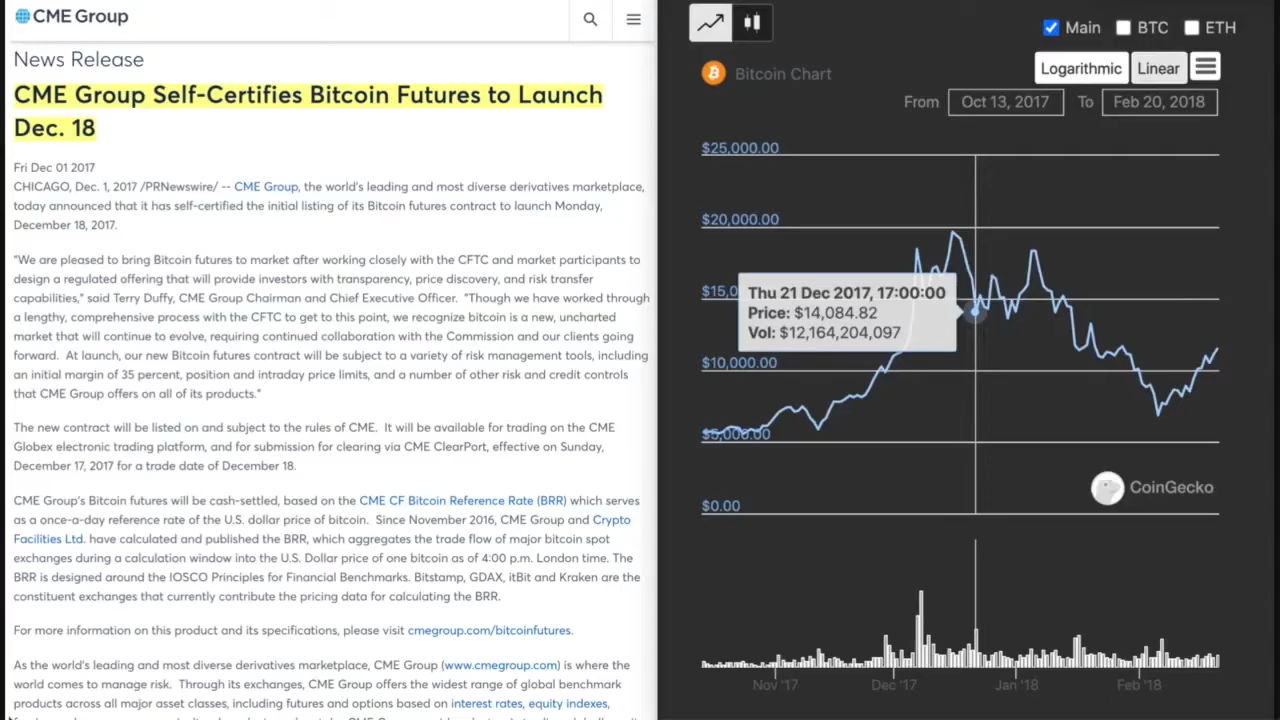 CME Group
News Release
CME Group Self-Certifies Bitcoin Futures to Launch
Dec. 18
Fri Dec 01 2017
CHICAGO, Dec. 1, 2017 /PRNewswire/ -- CME Group, the world's leading and most diverse derivatives marketplace,
today announced that it has self-certified the initial listing of its Bitcoin futures contract to launch Monday,
December 18, 2017.
"We are pleased to bring Bitcoin futures to market after working closely with the CFTC and market participants to
design a regulated offering that will provide investors with transparency, price discovery, and risk transfer
capabilities," said Terry Duffy, CME Group Chairman and Chief Executive Officer. "Though we have worked through
a lengthy, comprehensive process with the CFTC to get to this point, we recognize bitcoin is a new, uncharted
market that will continue to evolve, requiring continued collaboration with the Commission and our clients going
forward. At launch, our new Bitcoin futures contract will be subject to a variety of risk management tools, including
an initial margin of 35 percent, position and intraday price limits, and a number of other risk and credit controls
that CME Group offers on all of its products."
The new contract will be listed on and subject to the rules of CME. It will be available for trading on the CME
Globex electronic trading platform, and for submission for clearing via CME ClearPort, effective on Sunday,
December 17, 2017 for a trade date of December 18.
CME Group's Bitcoin futures will be cash-settled, based on the CME CF Bitcoin Reference Rate (BRR) which serves
as a once-a-day reference rate of the U.S. dollar price of bitcoin. Since November 2016, CME Group and Crypto
Facilities Ltd. have calculated and published the BRR, which aggregates the trade flow of major bitcoin spot
exchanges during a calculation window into the U.S. Dollar price of one bitcoin as of 4:00 p.m. London time. The
BRR is designed around the IOSCO Principles for Financial Benchmarks. Bitstamp, GDAX, itBit and Kraken are the
constituent exchanges that currently contribute the pricing data for calculating the BRR.
For more information on this product and its specifications, please visit cmegroup.com/bitcoinfutures.
As the world's leading and most diverse derivatives marketplace, CME Group (www.cmegroup.com) is where the
world comes to manage risk. Through its exchanges, CME Group offers the widest range of global benchmark
products across all major asset classes, including futures and options based on interest rates, equity indexes,
Main BTC ETH
Bitcoin Chart
Logarithmic Linear
From Oct 13, 2017 To Feb 20, 2018
$25,000.00
$20,000.00
$15,0
Thu 21 Dec 2017, 17:00:00
Price: $14,084.82
Vol: $12,164,204,097
$10,000.00
$5,000.00
CoinGecko
$0.00
Nov '17 Dec '17 Jan '18 Feb '18